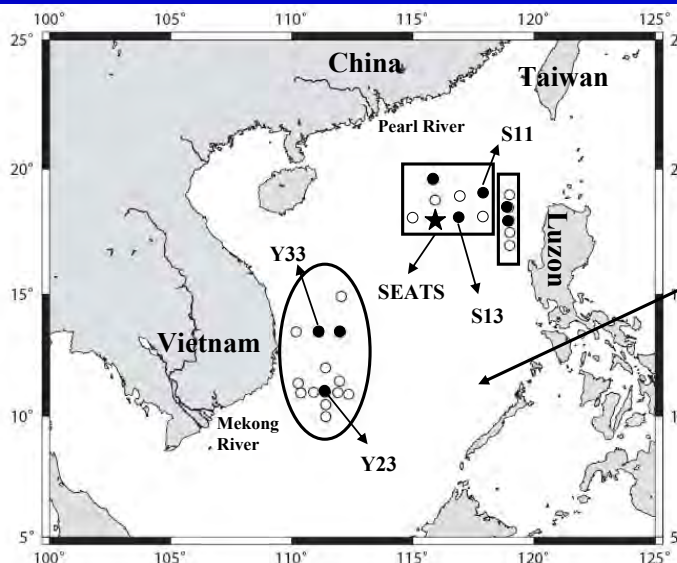 100° 105° 110° 115° 120° 125°
25°
China
Taiwan
Pearl River
S11
20°
Luzon
Y33
SEATS
S13
15°
Vietnam
Mekong
River
10°
Y23
5°
100° 105° 110° 115° 120° 125°